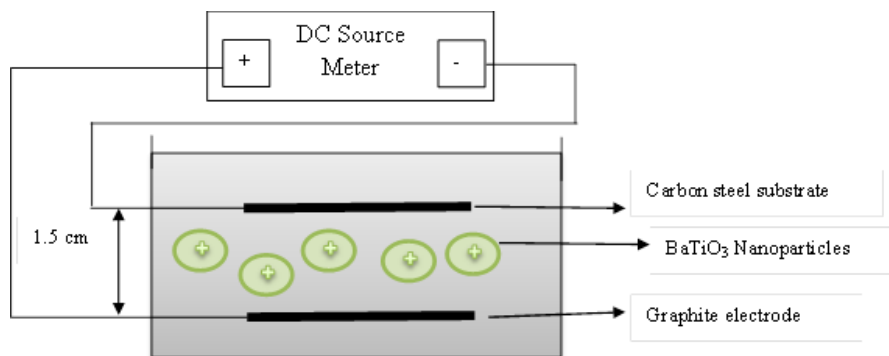 DC Source
Meter
+
-
Carbon steel substrate
1.5 cm
+
+
+
+
+
BaTiO₃ Nanoparticles
Graphite electrode